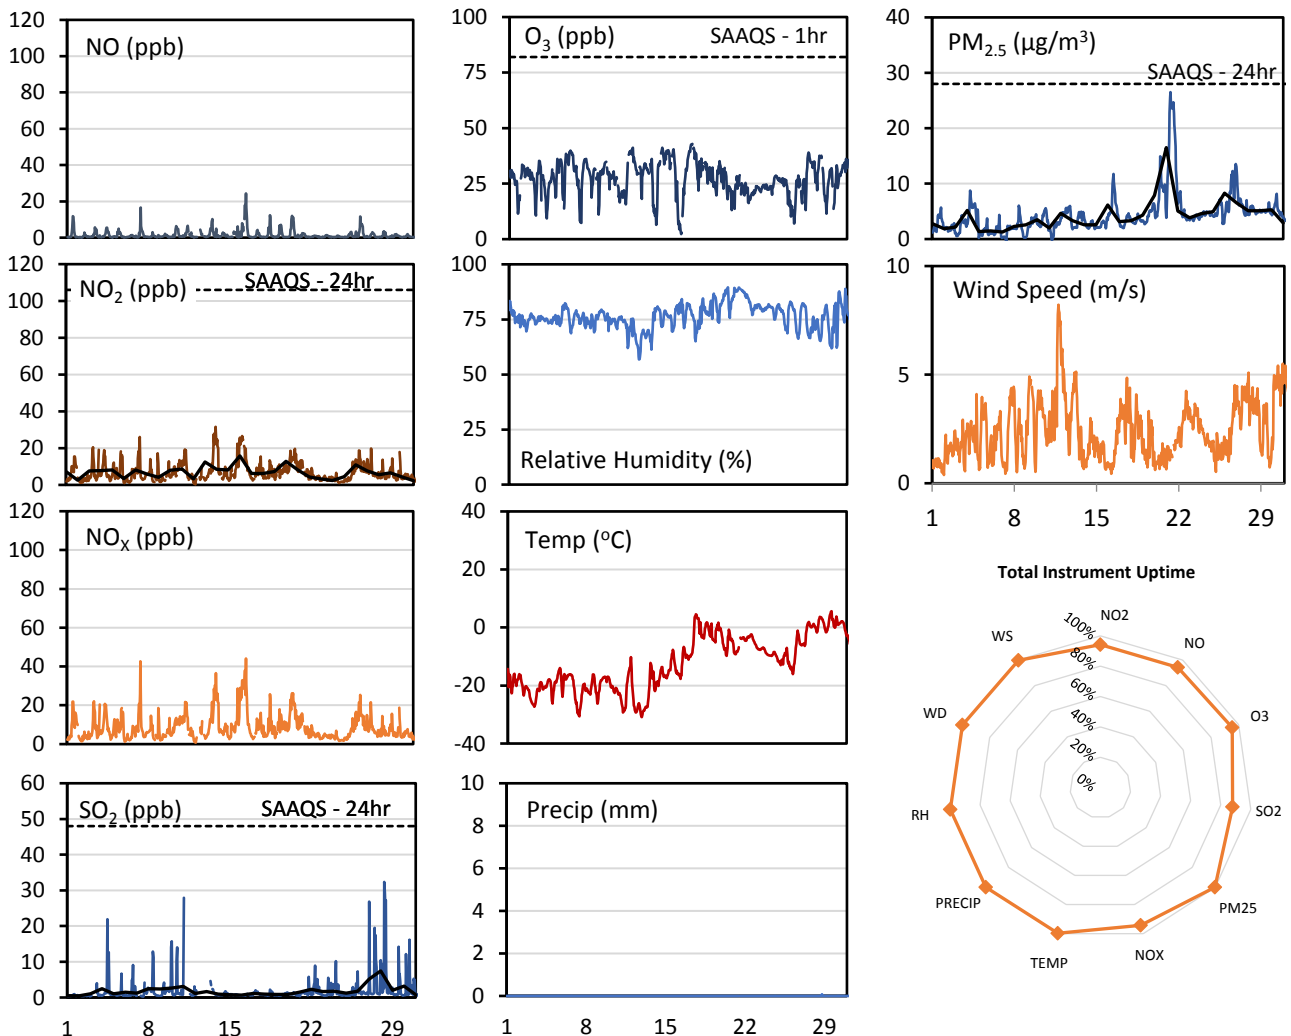 NO (ppb)
120
100
80
60
40
20
0
O3 (ppb)
SAAQS - 1hr
100
75
50
25
0
PM2.5 (µg/m3)
SAAQS - 24hr
40
30
20
10
0
NO2 (ppb)
SAAQS - 24hr
120
100
80
60
40
20
0
100
75
50
25
0
Relative Humidity (%)
Wind Speed (m/s)
10
5
0
1 8 15 22 29
NOX (ppb)
120
100
80
60
40
20
0
Temp (oC)
40
20
0
-20
-40
Total Instrument Uptime
NO2
NO
O3
SO2
PM25
NOX
TEMP
PRECIP
RH
WD
WS
100%
80%
60%
40%
20%
0%
SO2 (ppb)
SAAQS - 24hr
60
50
40
30
20
10
0
1 8 15 22 29
Precip (mm)
10
8
6
4
2
0
1 8 15 22 29